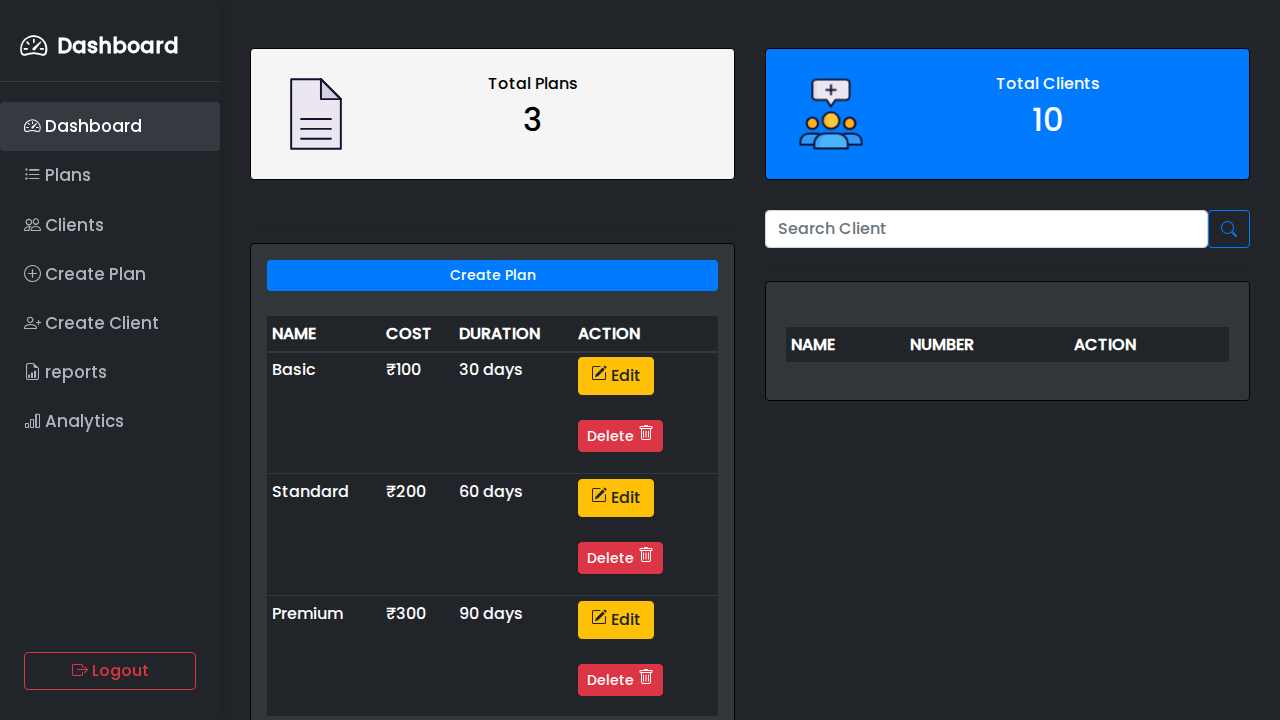 Dashboard
Dashboard
Plans
Clients
Create Plan
Create Client
reports
Analytics
Logout
Total Plans
3
Total Clients
10
Create Plan
NAME COST DURATION ACTION
Basic ₹100 30 days Edit
Delete
Standard ₹200 60 days Edit
Delete
Premium ₹300 90 days Edit
Delete
Search Client
NAME NUMBER ACTION